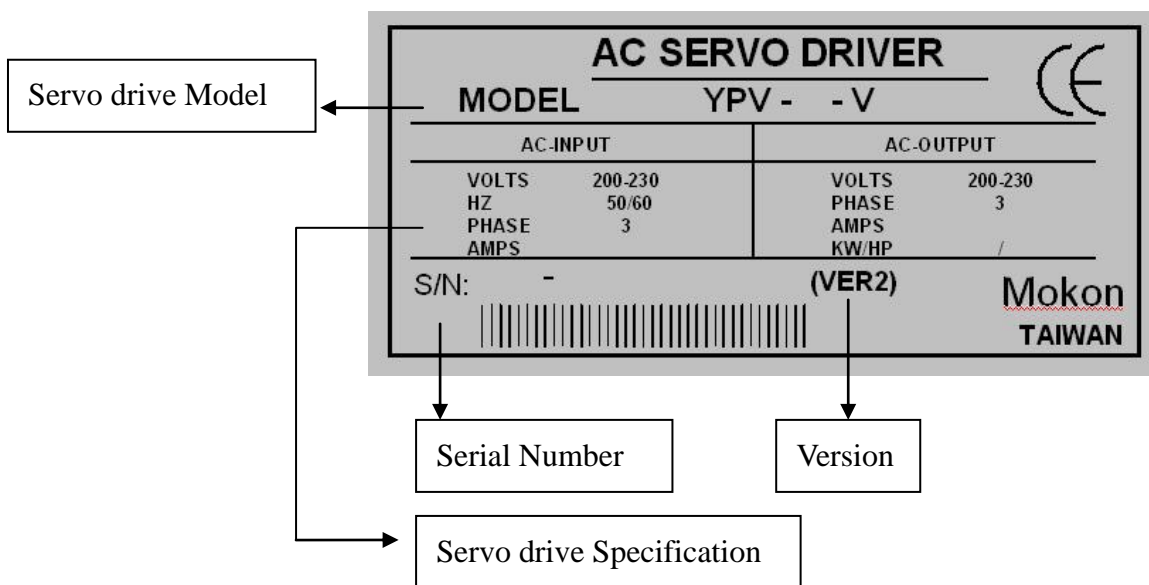 AC SERVO DRIVER
CE
Servo drive Model
MODEL YPV - - V
AC-INPUT AC-OUTPUT
VOLTS 200-230 VOLTS 200-230
HZ 50/60 PHASE 3
PHASE 3 AMPS
AMPS KW/HP /
S/N: - (VER2)
Mokon
TAIWAN
Serial Number Version
Servo drive Specification